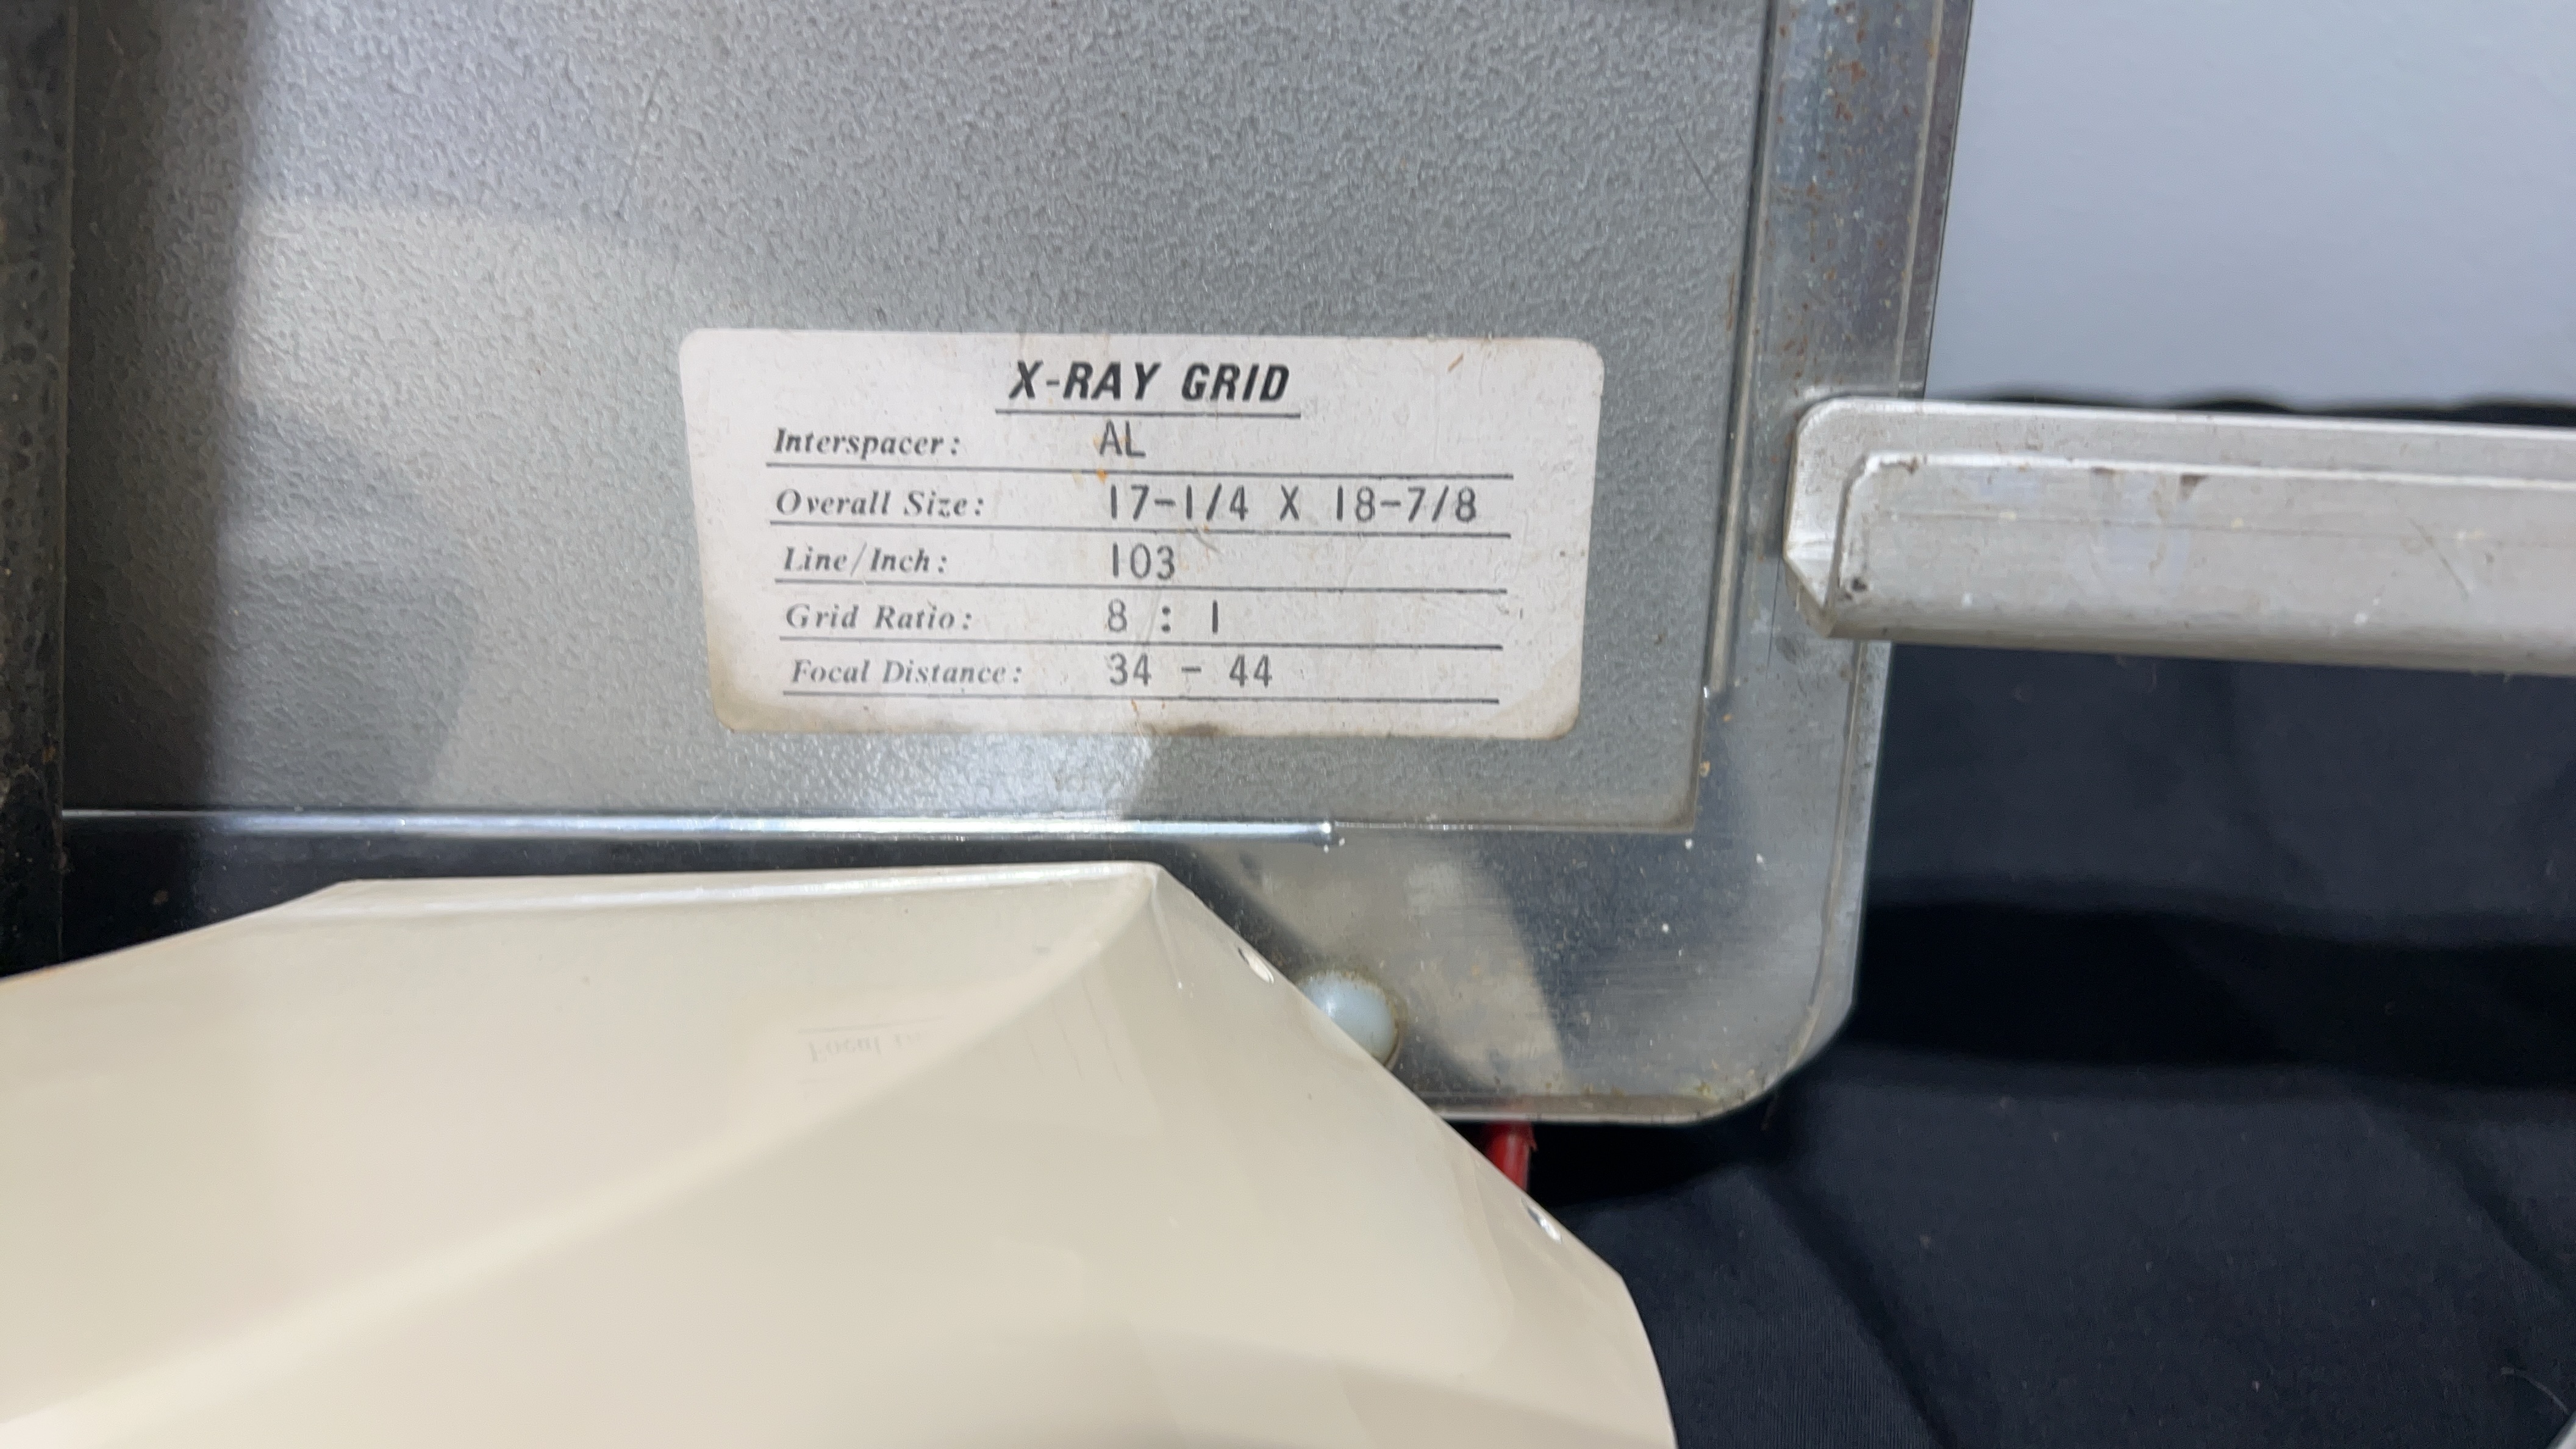 X-RAY GRID
Interspacer: AL
Overall Size: 17-1/4 X 18-7/8
Line/Inch: 103
Grid Ratio: 8 : 1
Focal Distance: 34 - 44